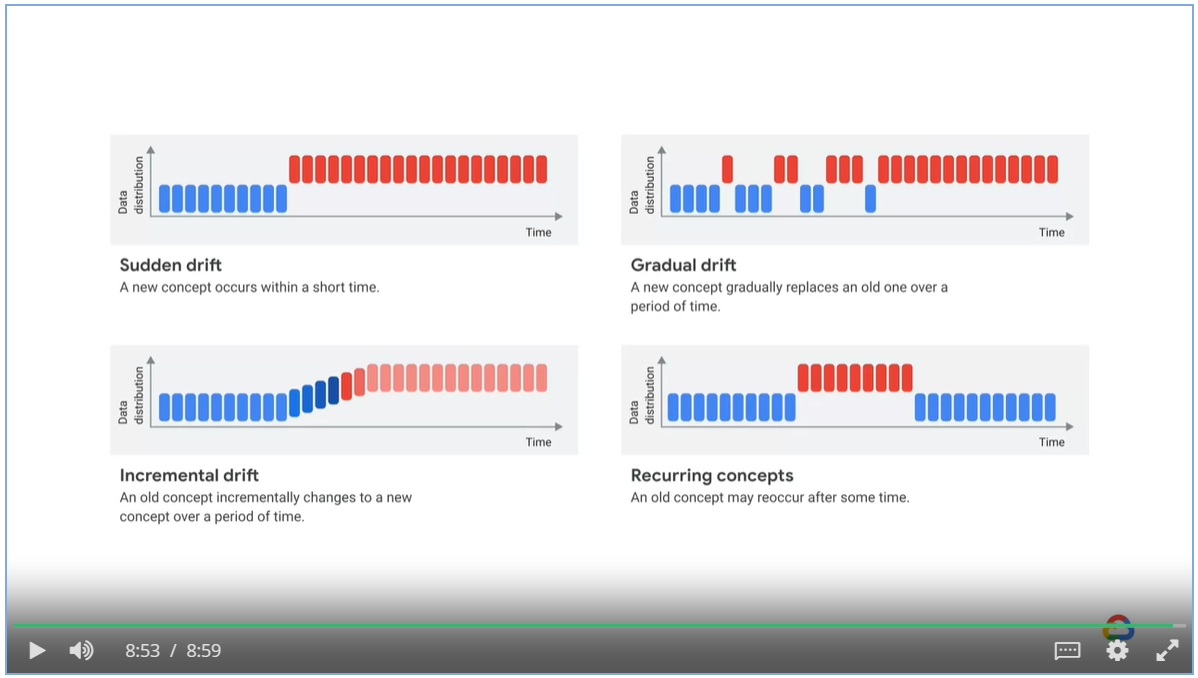 Data
distribution
Time
Sudden drift
A new concept occurs within a short time.
Data
distribution
Time
Gradual drift
A new concept gradually replaces an old one over a
period of time.
Data
distribution
Time
Incremental drift
An old concept incrementally changes to a new
concept over a period of time.
Data
distribution
Time
Recurring concepts
An old concept may reoccur after some time.
8:53 / 8:59